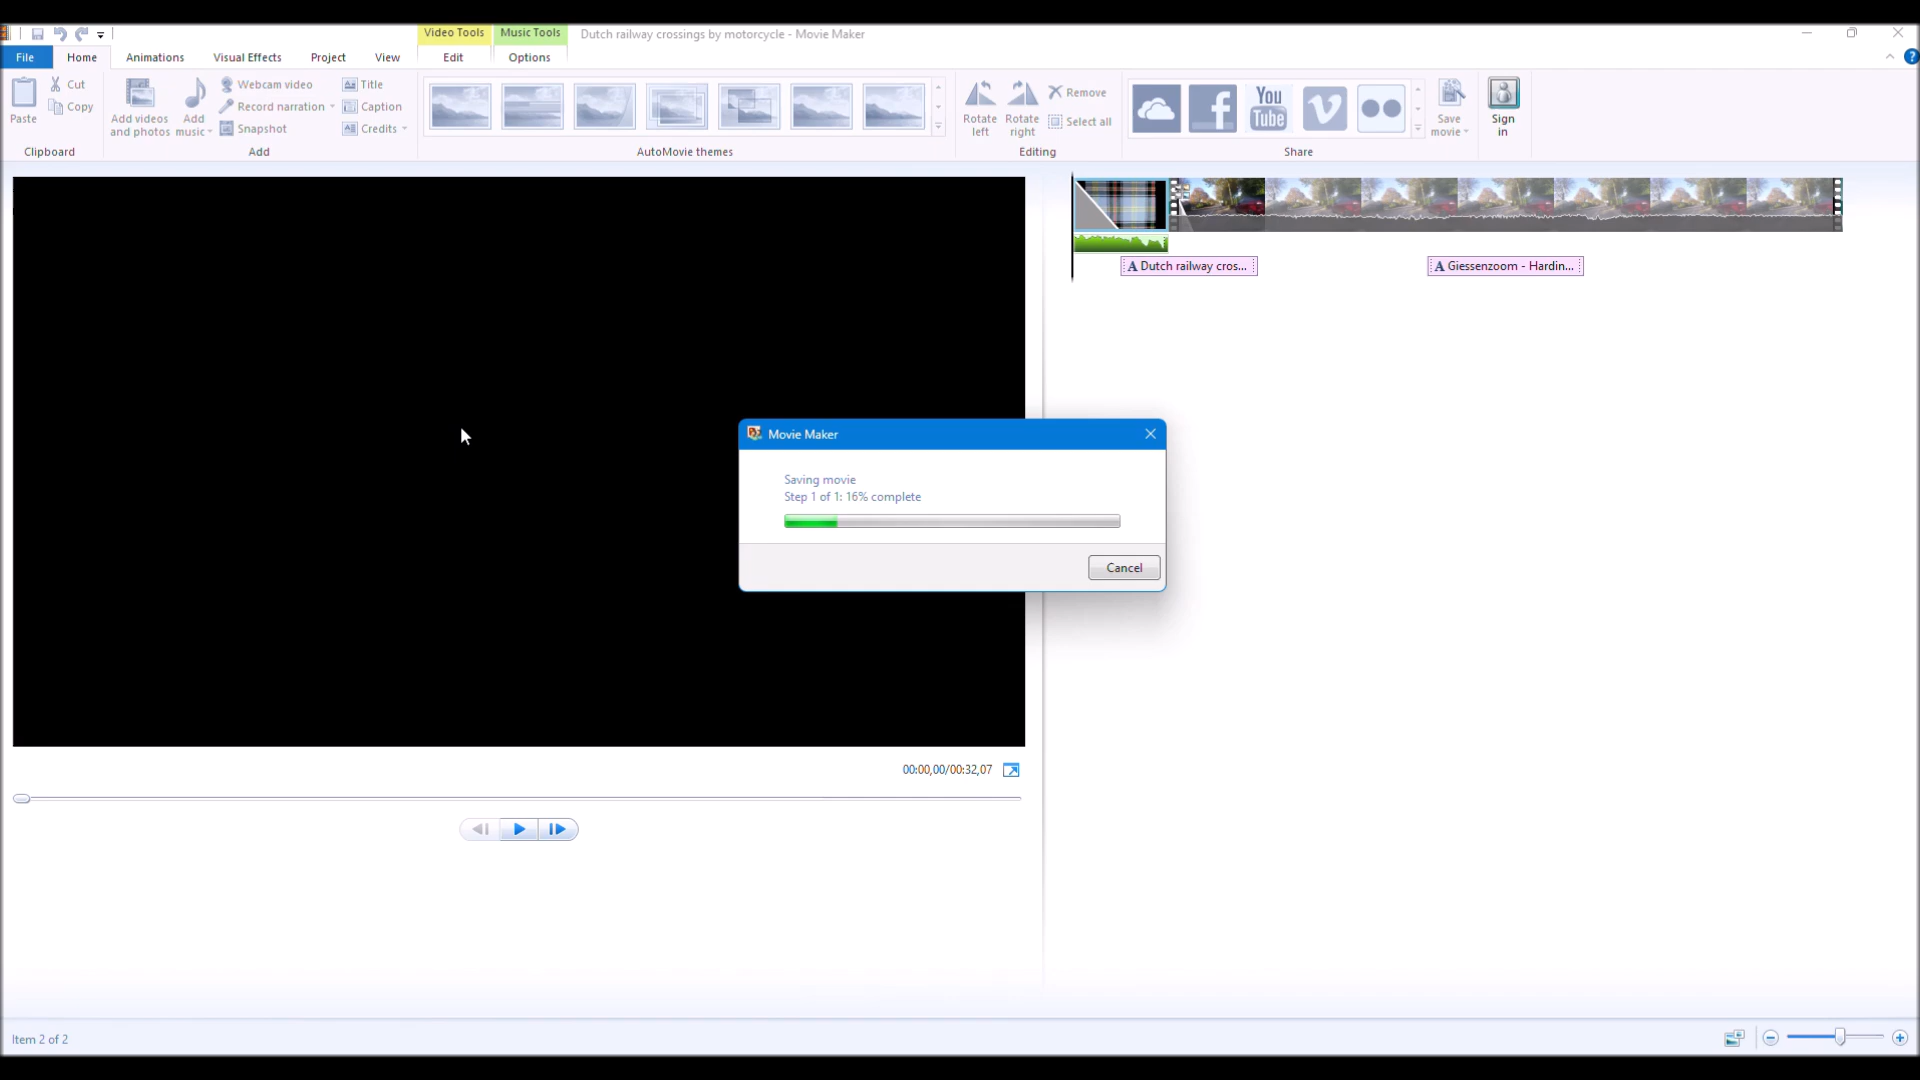 Video Tools
Music Tools
Dutch railway crossings by motorcycle - Movie Maker
File
Home
Animations
Visual Effects
Project
View
Edit
Options
?
Paste
Cut
Copy
Clipboard
Add videos
and photos
Add
music
Webcam video
Record narration
Snapshot
Title
Caption
Credits
Add
AutoMovie themes
Rotate
left
Rotate
right
Remove
Select all
Editing
f
You
Tube
V
Share
Save
movie
Sign
in
A Dutch railway cros...
A Giessenzoom - Hardin...
Movie Maker
Saving movie
Step 1 of 1: 16% complete
Cancel
00:00,00/00:32,07
Item 2 of 2